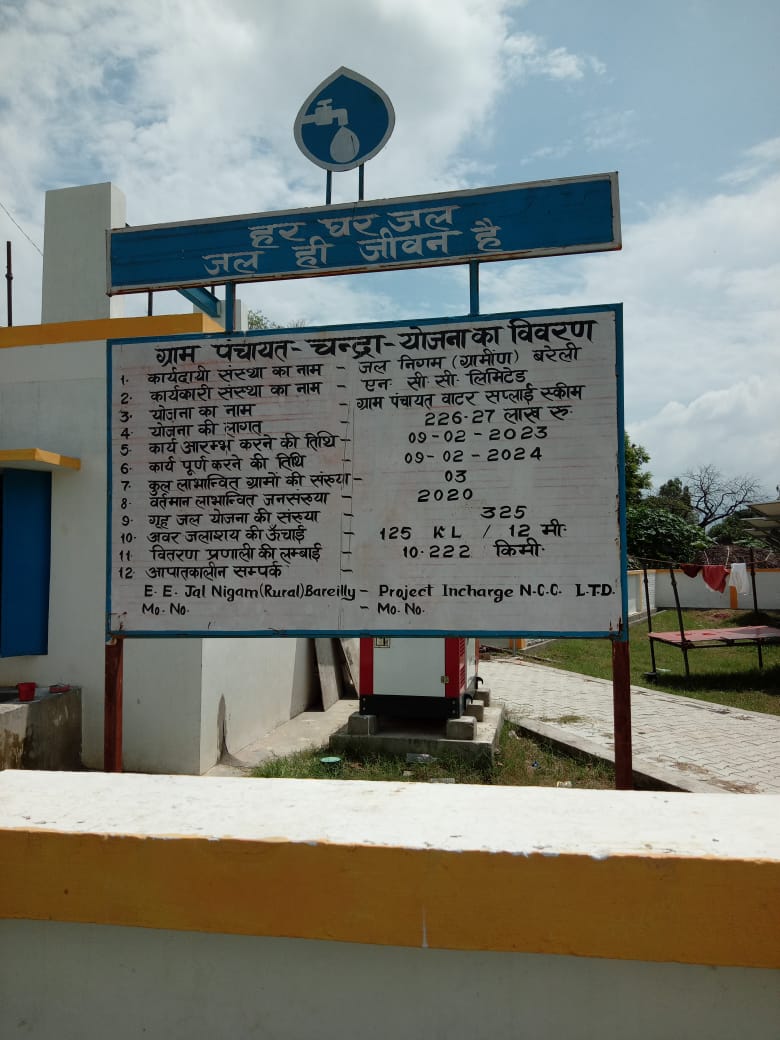 हर घर जल
जल ही जीवन है
ग्राम पंचायत - चन्द्रा - योजना का विवरण
1. कार्यदायी संस्था का नाम - जल निगम (ग्रामींण) बरेली
2. कार्यकारी संस्था का नाम - एन. सी. सी. लिमिटेड
3. योजना का नाम - ग्राम पंचायत वाटर सप्लाई स्कीम
4. योजना की लागत - 226.27 लाख रु.
5. कार्य आरम्भ करने की तिथि - 09-02-2023
6. कार्य पूर्ण करने की तिथि - 09-02-2024
7. कुल लाभान्वित ग्रामो की संख्या - 03
8. वर्तमान लाभान्वित जनसंख्या - 2020
9. गृह जल योजना की संख्या - 325
10. अवर जलाशय की ऊँचाई - 125 KL / 12 मी.
11. वितरण प्रणाली की लम्बाई - 10.222 किमी.
12. आपातकालीन सम्पर्क -
E. E. Jal Nigam (Rural) Bareilly - Project Incharge N.C.C. L.T.D.
Mo. No. - Mo. No.